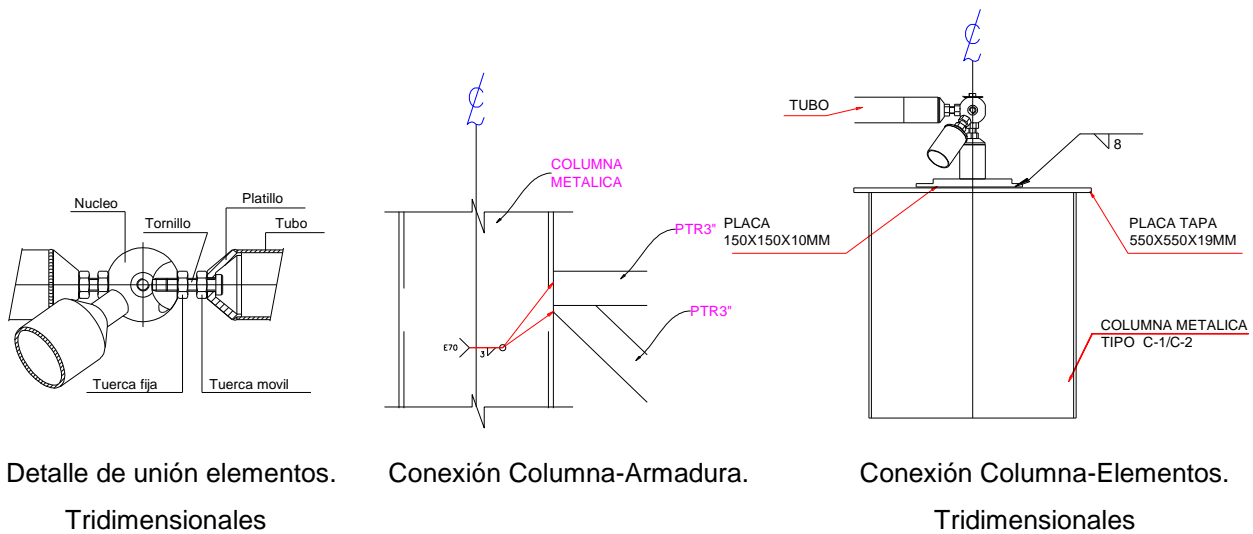 Nucleo
Tornillo
Platillo
Tubo
Tuerca fija
Tuerca movil
Detalle de unión elementos.
Tridimensionales
COLUMNA
METALICA
PTR3"
PTR3"
E70
3
Conexión Columna-Armadura.
TUBO
8
PLACA
150X150X10MM
PLACA TAPA
550X550X19MM
COLUMNA METALICA
TIPO C-1/C-2
Conexión Columna-Elementos.
Tridimensionales